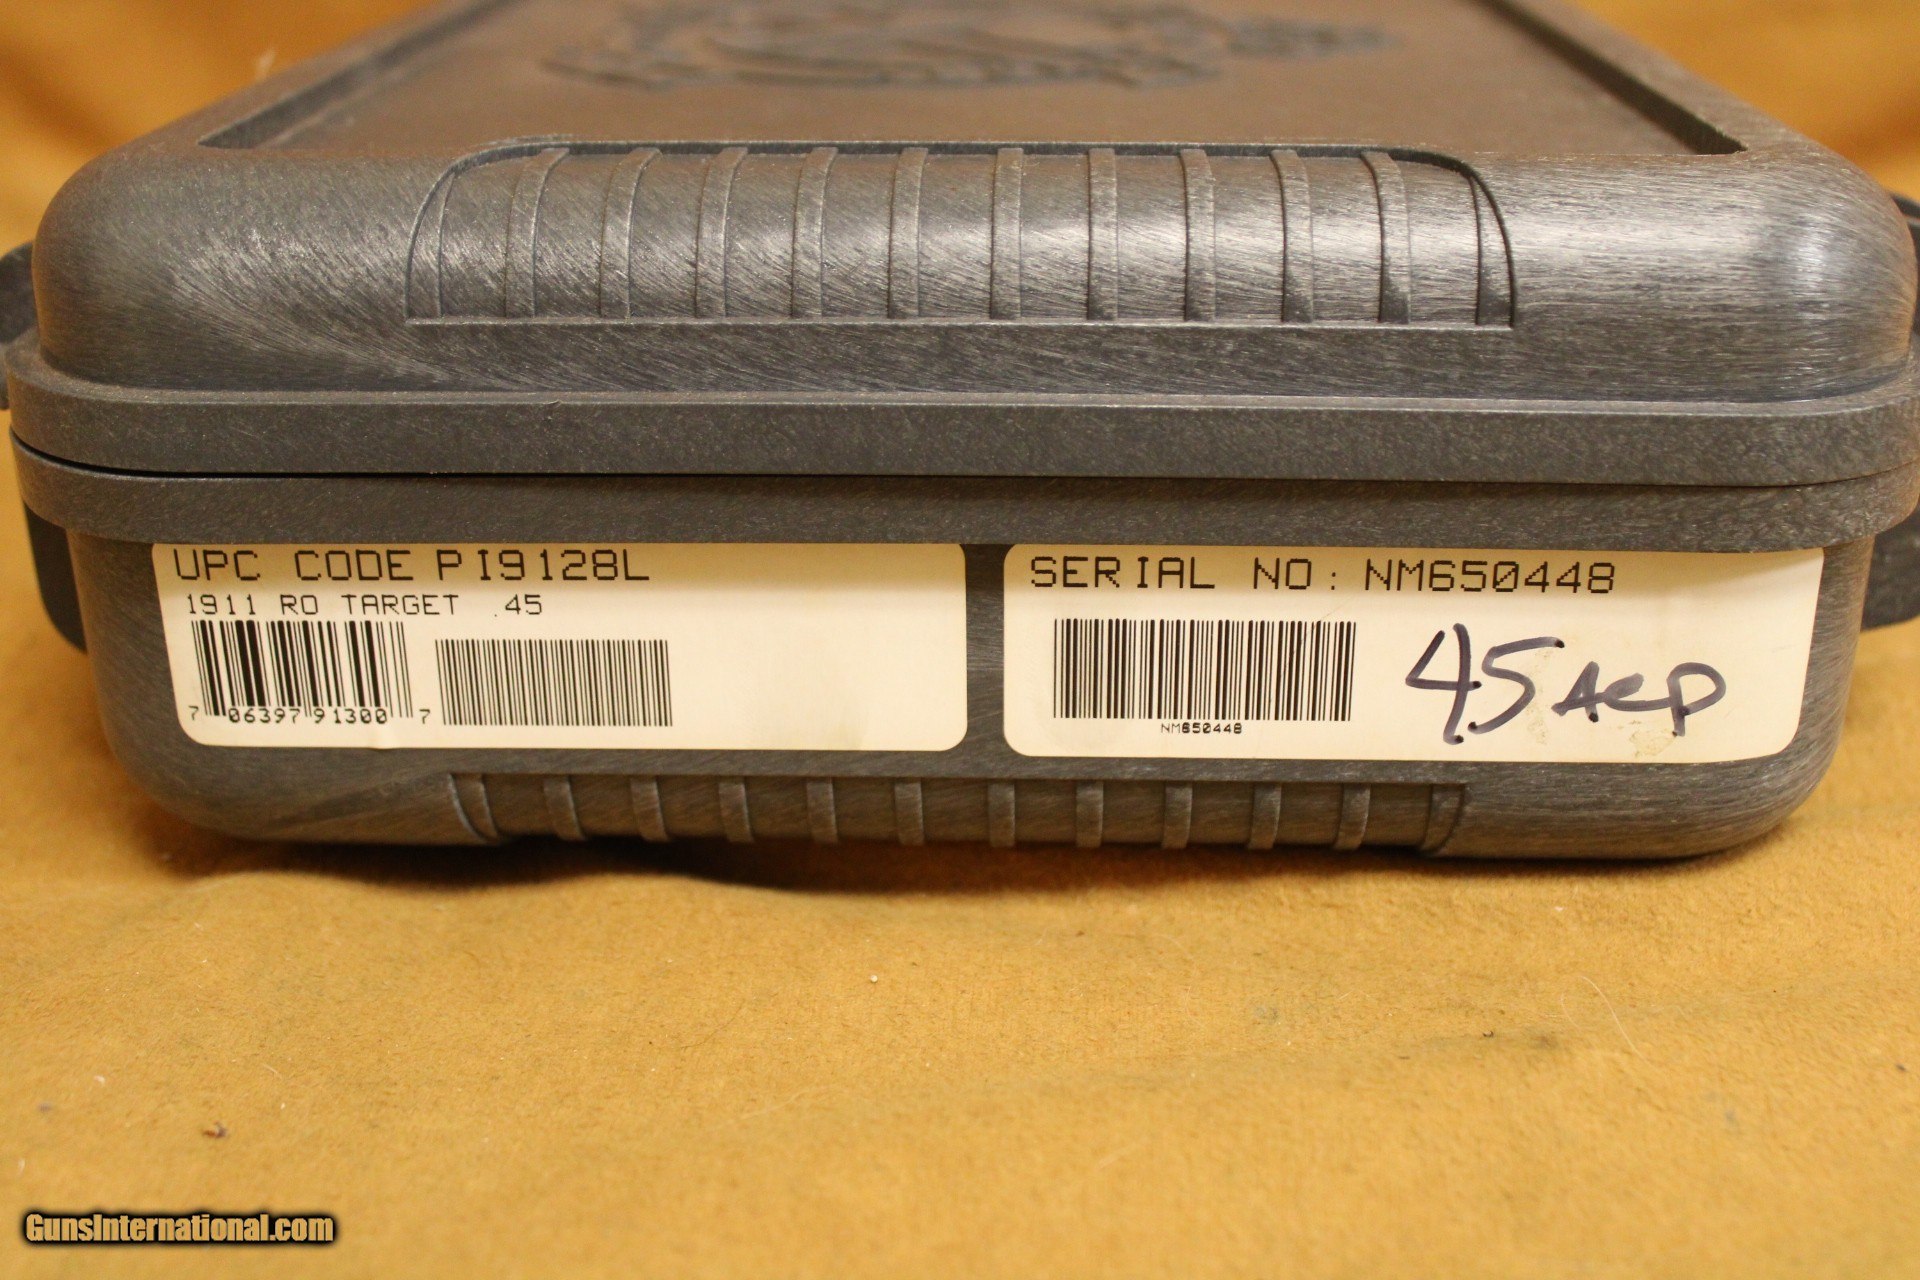 UPC CODE PI9128L
1911 RO TARGET .45
7 06397 91300 7
SERIAL NO: NM650448
NM650448
45 ACP
GunsInternational.com